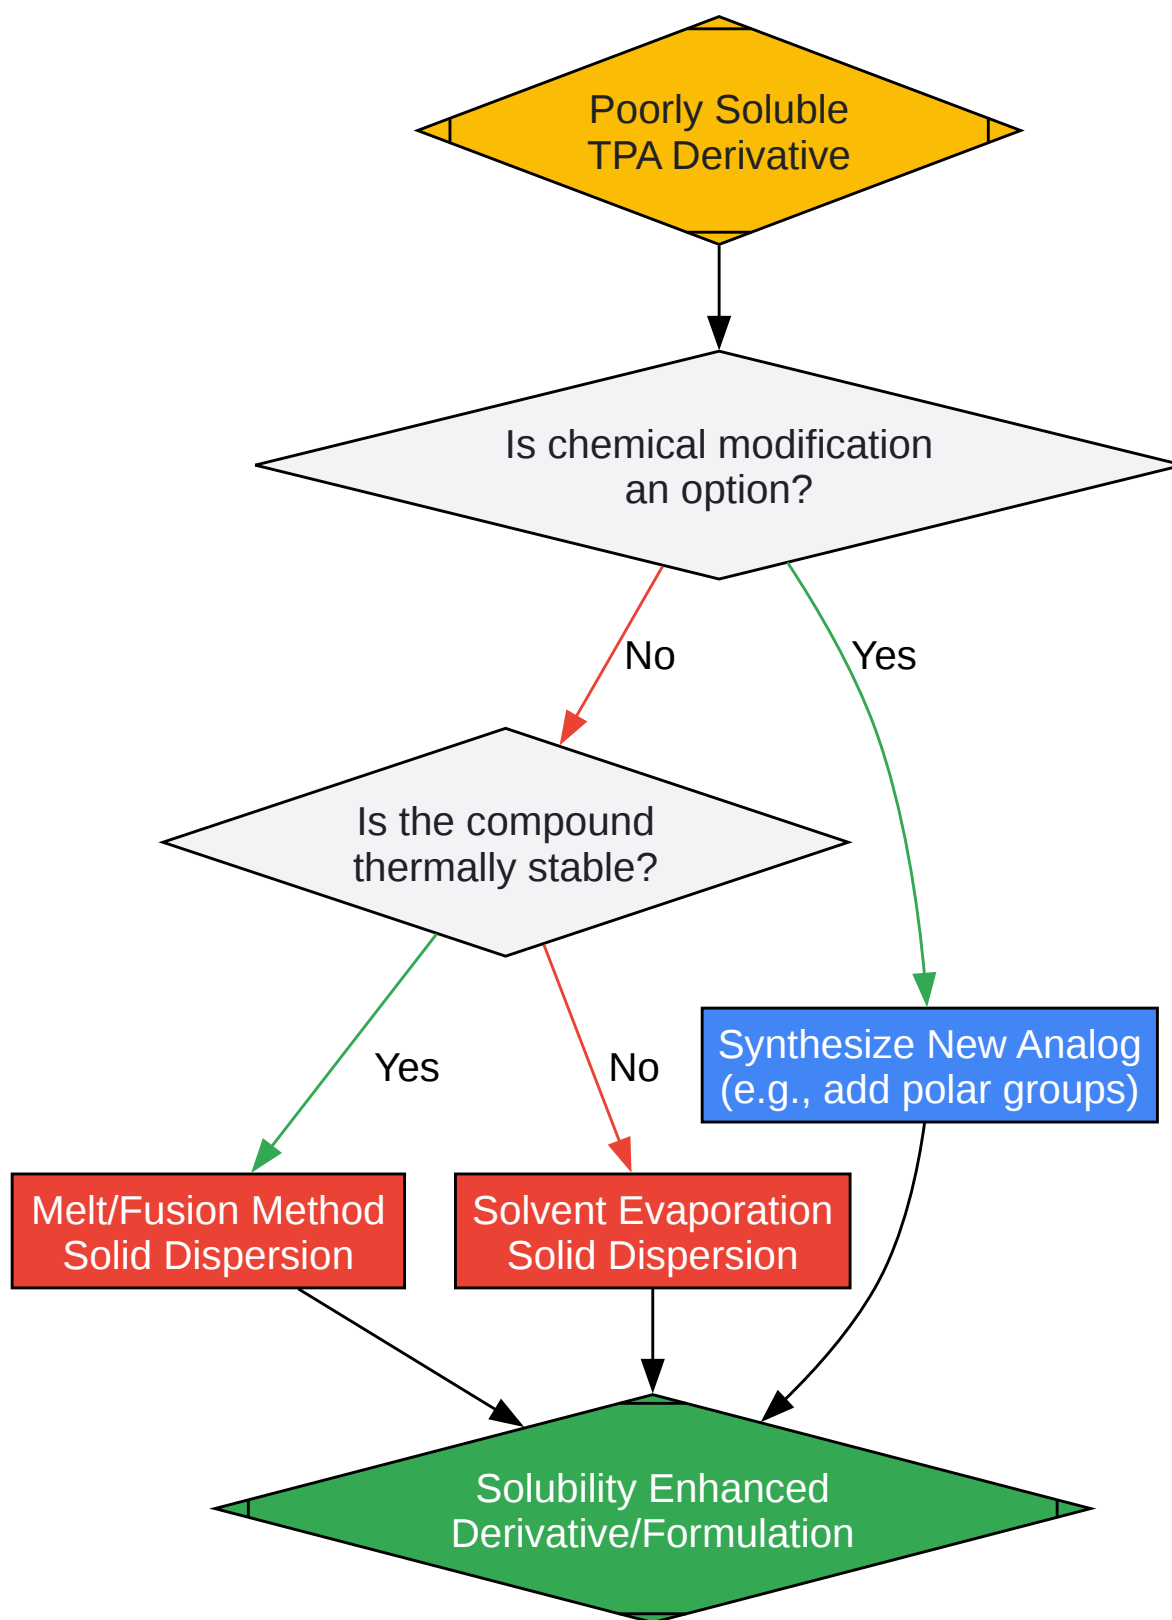 Poorly Soluble
TPA Derivative
Is chemical modification
an option?
No
Yes
Is the compound
thermally stable?
Yes
No
Synthesize New Analog
(e.g., add polar groups)
Melt/Fusion Method
Solid Dispersion
Solvent Evaporation
Solid Dispersion
Solubility Enhanced
Derivative/Formulation